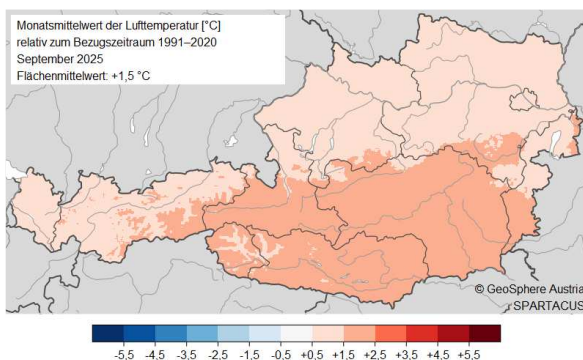 Monatsmittelwert der Lufttemperatur [°C]
relativ zum Bezugszeitraum 1991–2020
September 2025
Flächenmittelwert: +1,5 °C
© GeoSphere Austria
SPARTACUS
-5,5 -4,5 -3,5 -2,5 -1,5 -0,5 +0,5 +1,5 +2,5 +3,5 +4,5 +5,5